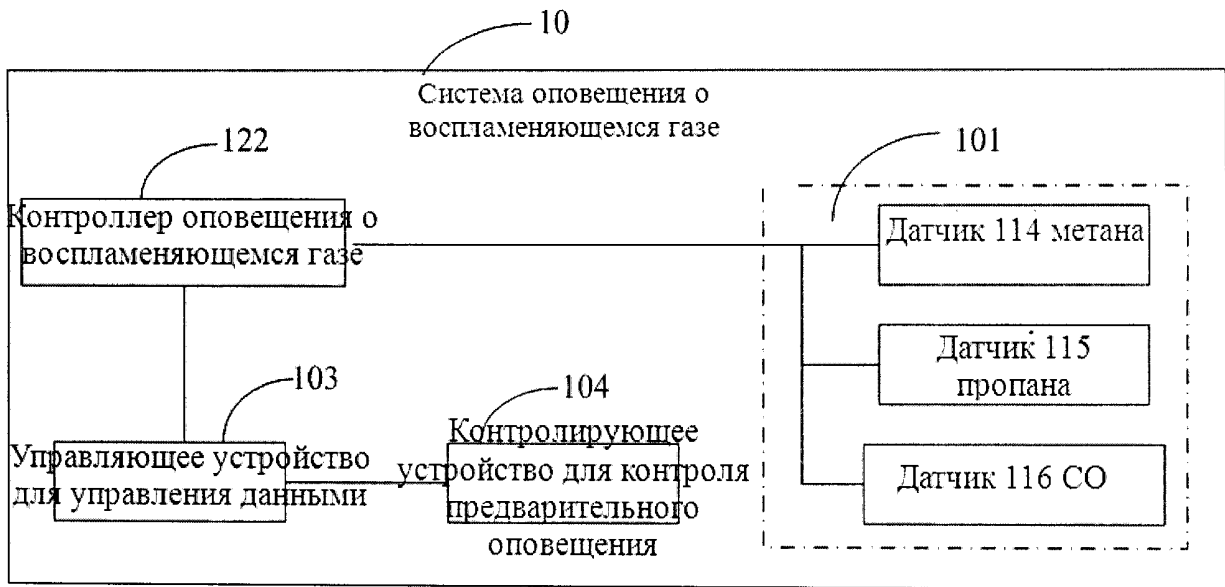 10
Система оповещения о
воспламеняющемся газе
122
101
Контроллер оповещения о
воспламеняющемся газе
Датчик 114 метана
Датчик 115
пропана
103
104
Управляющее устройство
для управления данными
Контролирующее
устройство для контроля
предварительного
оповещения
Датчик 116 CO